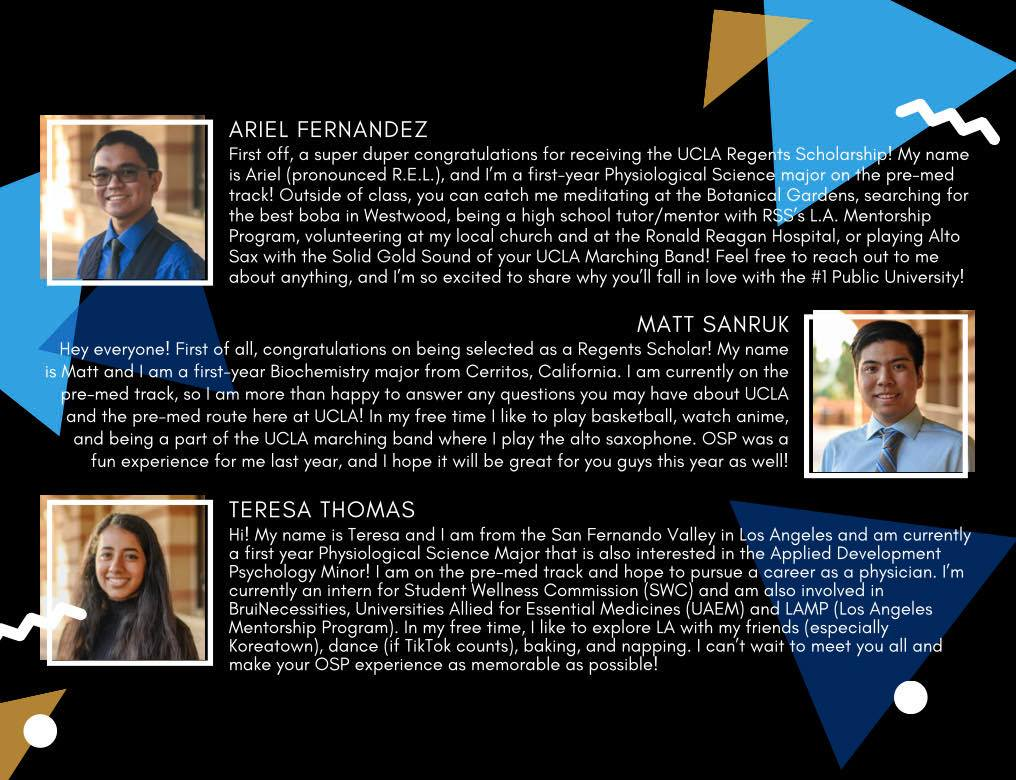 ARIEL FERNANDEZ
First off, a super duper congratulations for receiving the UCLA Regents Scholarship! My name
is Ariel (pronounced R.E.L.), and I'm a first-year Physiological Science major on the pre-med
track! Outside of class, you can catch me meditating at the Botanical Gardens, searching for
the best boba in Westwood, being a high school tutor/mentor with RSS's L.A. Mentorship
Program, volunteering at my local church and at the Ronald Reagan Hospital, or playing Alto
Sax with the Solid Gold Sound of your UCLA Marching Band! Feel free to reach out to me
about anything, and I'm so excited to share why you'll fall in love with the #1 Public University!
MATT SANRUK
Hey everyone! First of all, congratulations on being selected as a Regents Scholar! My name
is Matt and I am a first-year Biochemistry major from Cerritos, California. I am currently on the
pre-med track, so I am more than happy to answer any questions you may have about UCLA
and the pre-med route here at UCLA! In my free time I like to play basketball, watch anime,
and being a part of the UCLA marching band where I play the alto saxophone. OSP was a
fun experience for me last year, and I hope it will be great for you guys this year as well!
TERESA THOMAS
Hi! My name is Teresa and I am from the San Fernando Valley in Los Angeles and am currently
a first year Physiological Science Major that is also interested in the Applied Development
Psychology Minor! I am on the pre-med track and hope to pursue a career as a physician. I'm
currently an intern for Student Wellness Commission (SWC) and am also involved in
BruiNecessities, Universities Allied for Essential Medicines (UAEM) and LAMP (Los Angeles
Mentorship Program). In my free time, I like to explore LA with my friends (especially
Koreatown), dance (if TikTok counts), baking, and napping. I can't wait to meet you all and
make your OSP experience as memorable as possible!